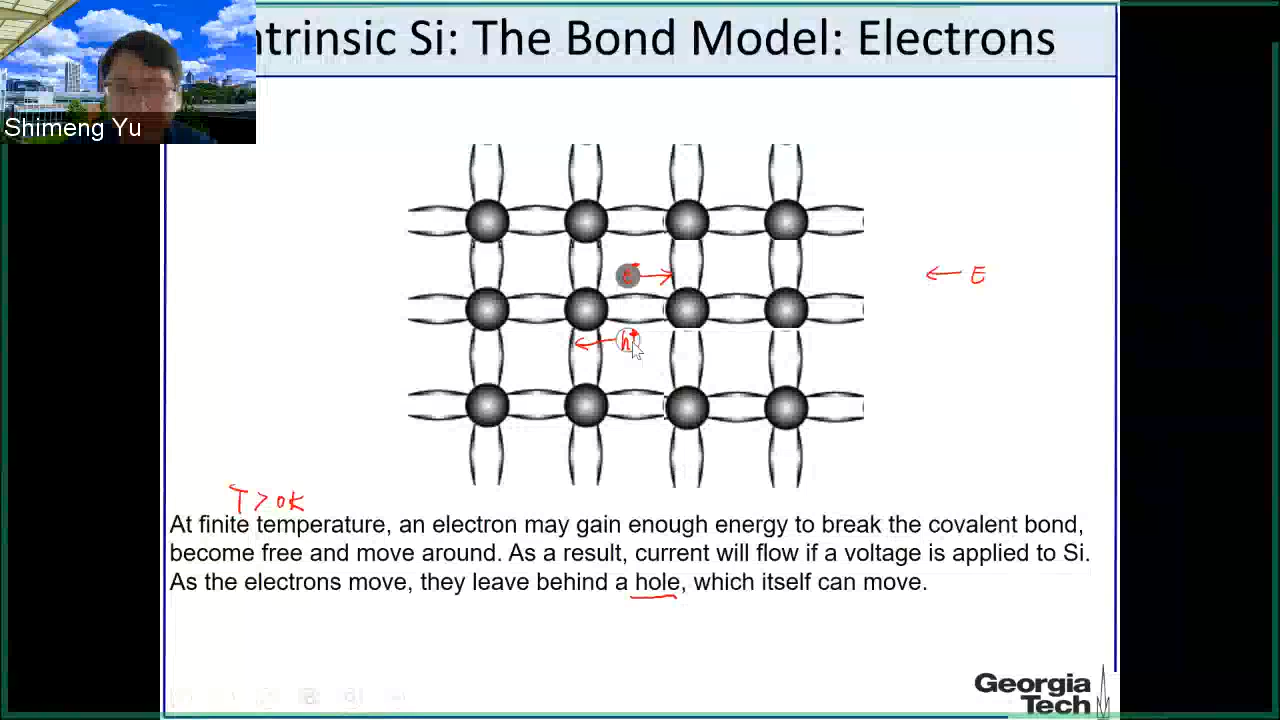 ntrinsic Si: The Bond Model: Electrons
Shimeng Yu
e-
← E
h+
T > 0K
At finite temperature, an electron may gain enough energy to break the covalent bond,
become free and move around. As a result, current will flow if a voltage is applied to Si.
As the electrons move, they leave behind a hole, which itself can move.
Georgia
Tech